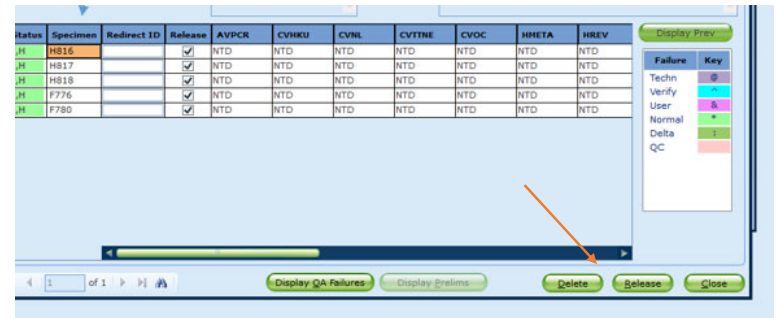 Status Specimen Redirect ID Release AVPCR CVHKU CVNL CVTTNE CVOC HMETA HREV
,H H816 NTD NTD NTD NTD NTD NTD NTD
,H H817 NTD NTD NTD NTD NTD NTD NTD
,H H818 NTD NTD NTD NTD NTD NTD NTD
,H F776 NTD NTD NTD NTD NTD NTD NTD
,H F780 NTD NTD NTD NTD NTD NTD NTD
Display Prev
Failure Key
Techn @
Verify ^
User &
Normal *
Delta :
QC
1 of 1 Display QA Failures Display Prelims Delete Release Close